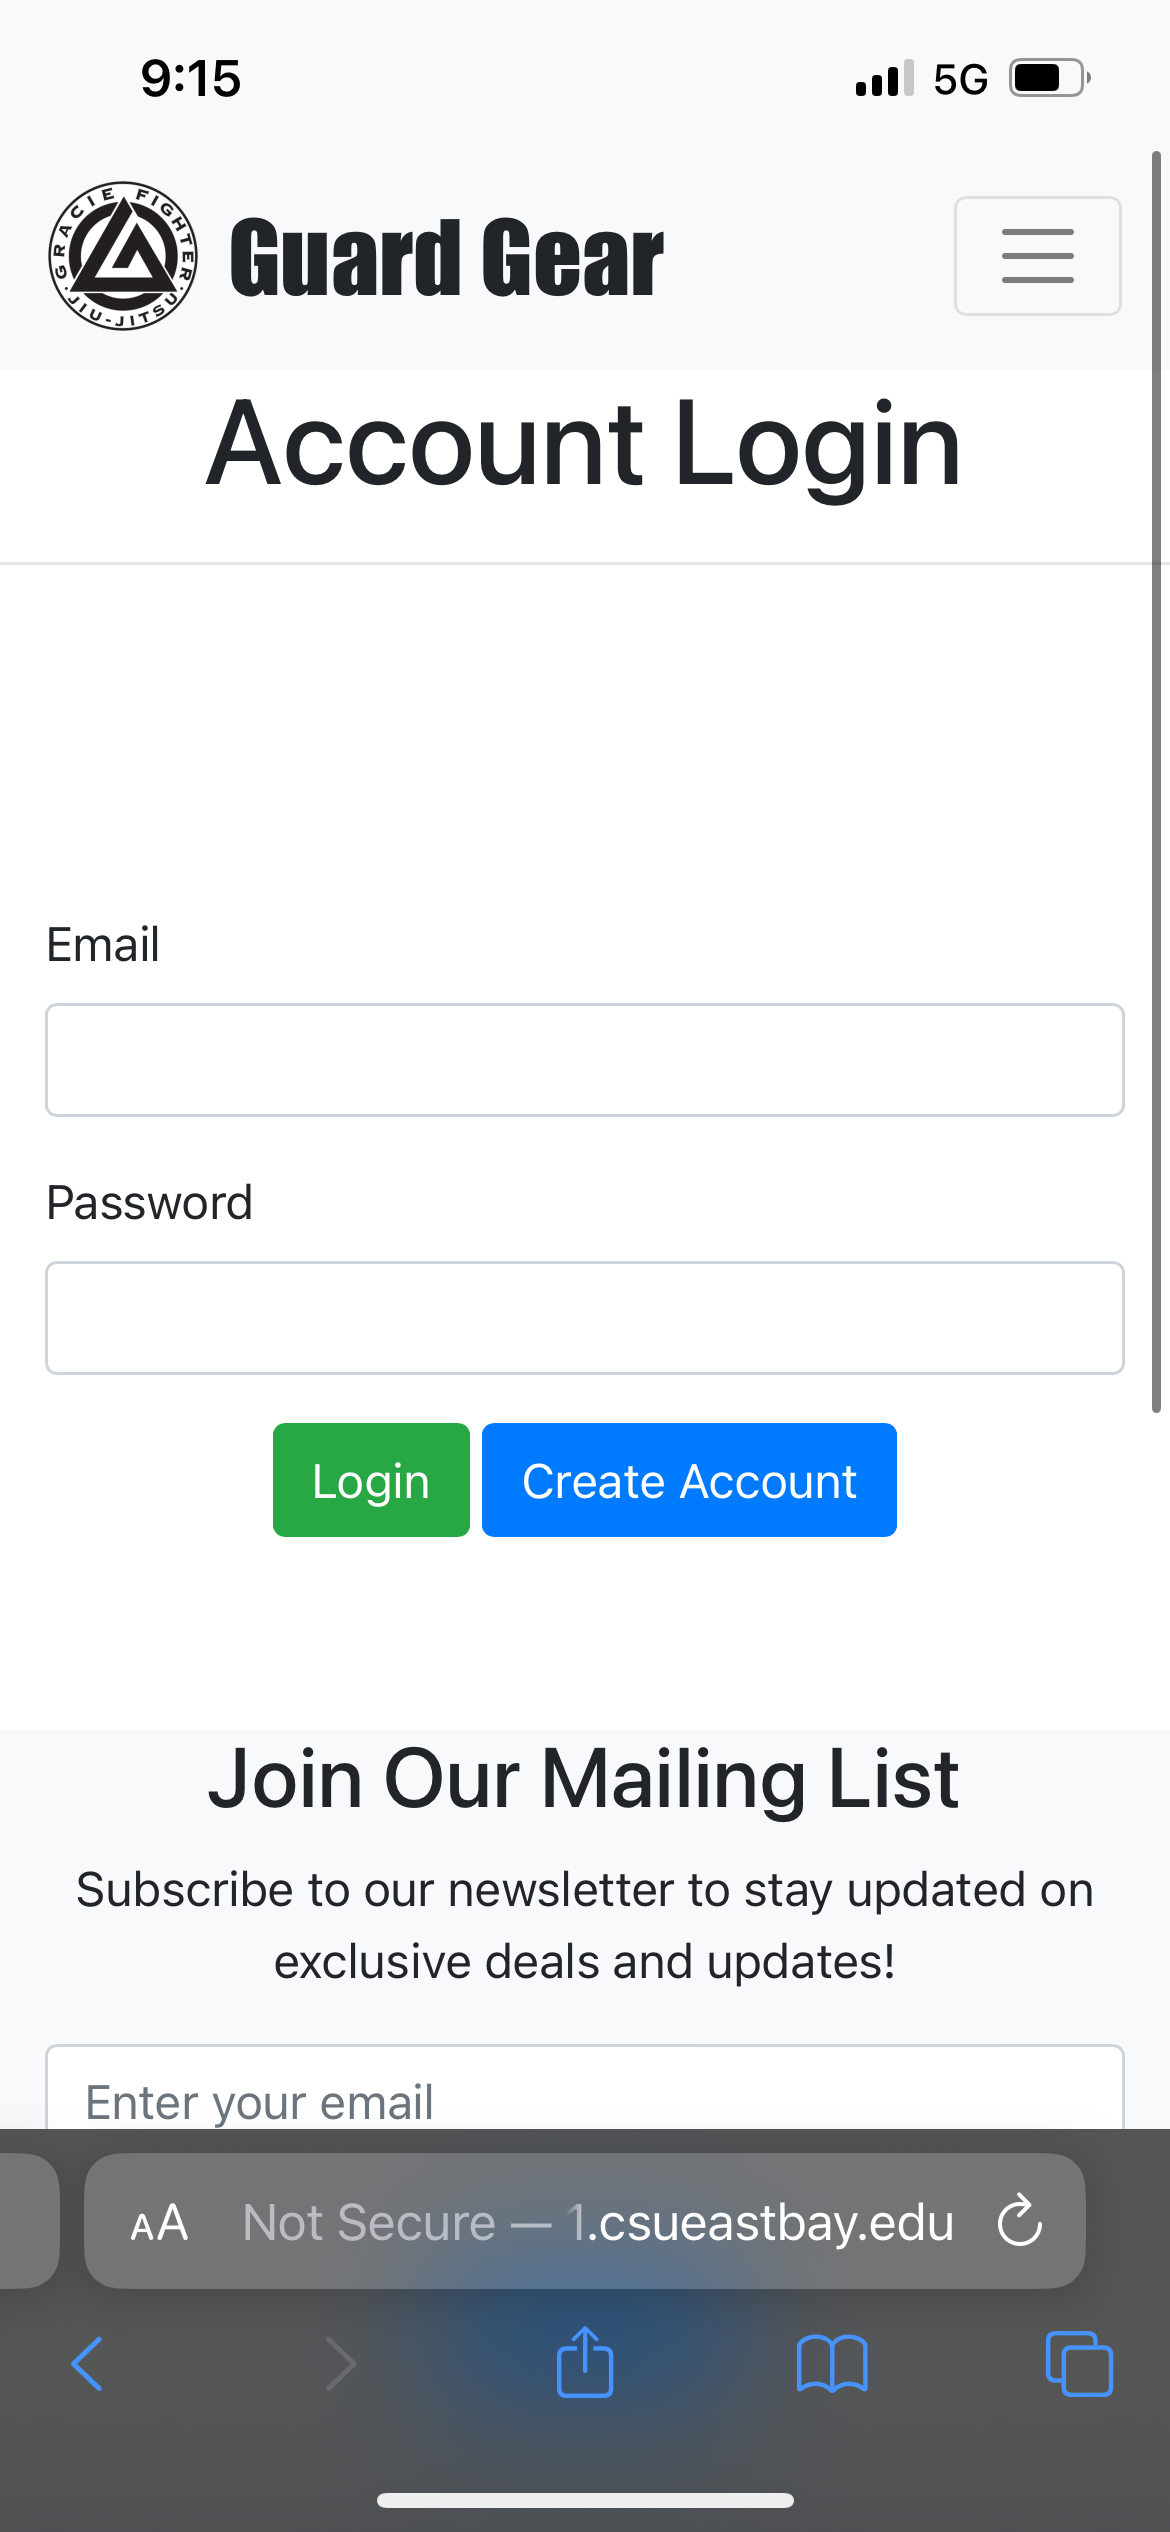 9:15 5G
GRACIE FIGHTER
·JIU-JITSU·
Guard Gear
Account Login
Email
Password
Login Create Account
Join Our Mailing List
Subscribe to our newsletter to stay updated on
exclusive deals and updates!
Enter your email
AA Not Secure — 1.csueastbay.edu